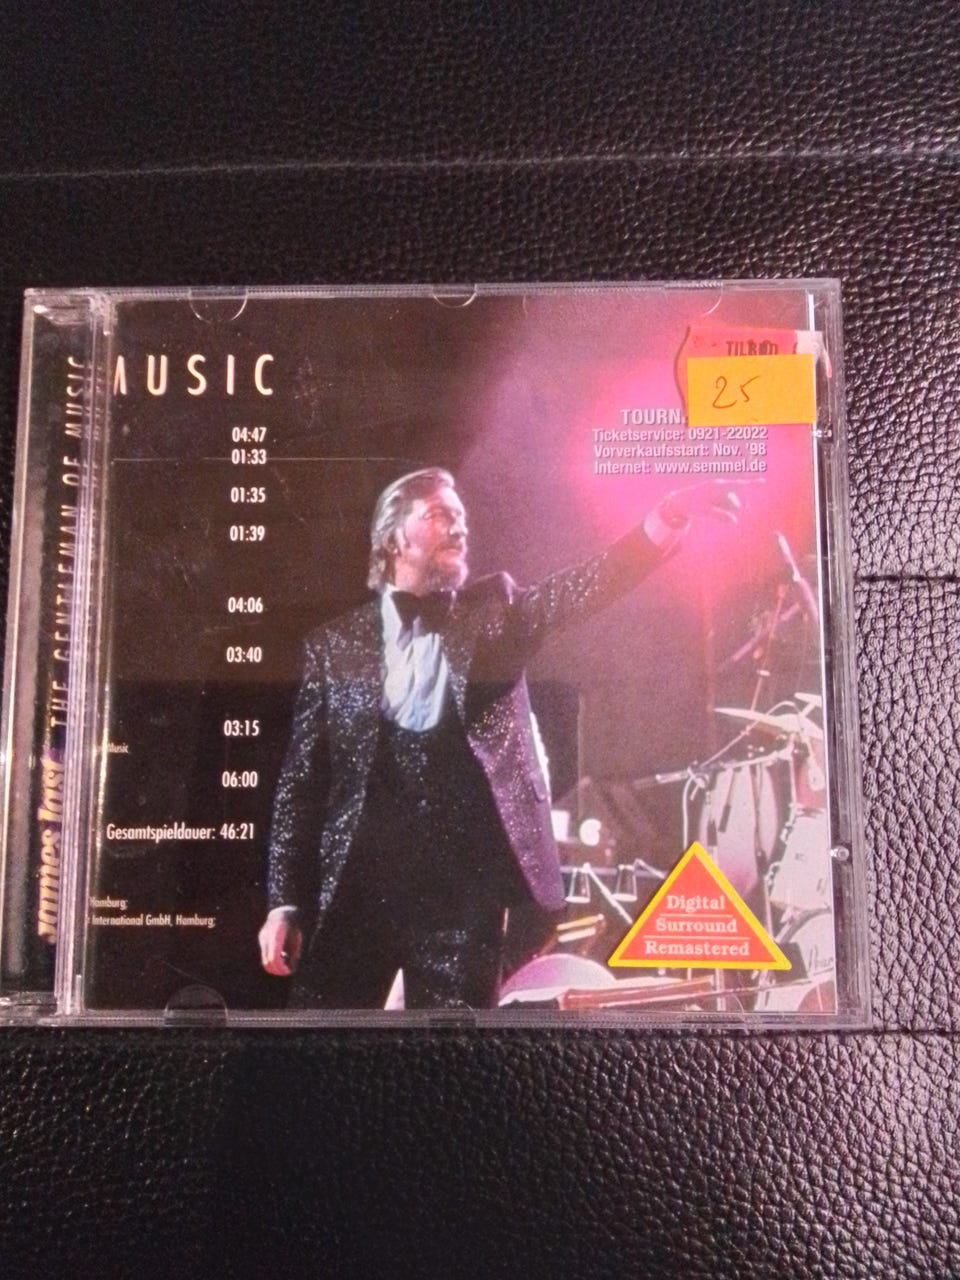 James Last THE GENTLEMAN OF MUSIC
MUSIC
04:47
01:33
01:35
01:39
04:06
03:40
03:15
Music
06:00
Gesamtspieldauer: 46:21
Hamburg;
International GmbH, Hamburg;
25
TOURN
Ticketservice: 0921-22022
Vorverkaufsstart: Nov. '98
Internet: www.semmel.de
Digital
Surround
Remastered